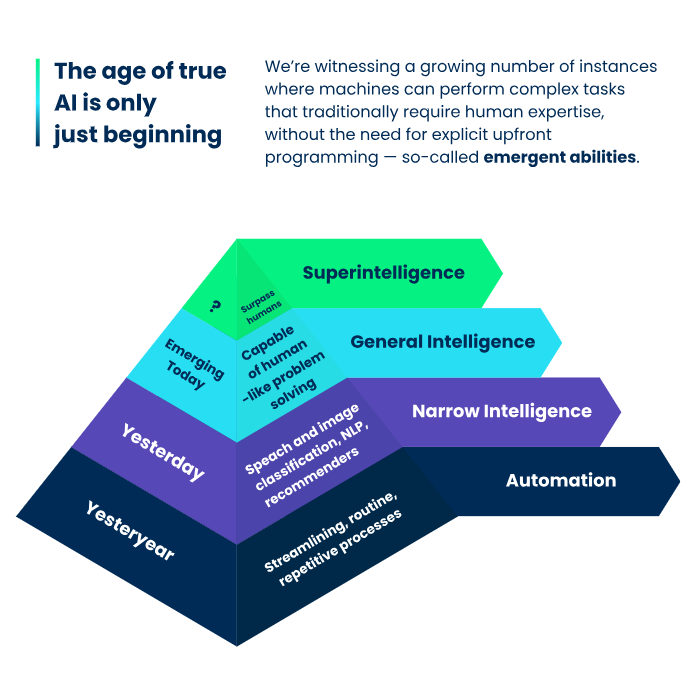 The age of true
AI is only
just beginning
We’re witnessing a growing number of instances
where machines can perform complex tasks
that traditionally require human expertise,
without the need for explicit upfront
programming — so-called emergent abilities.
?
Surpass
humans
Superintelligence
Emerging
Today
Capable
of human
-like problem
solving
General Intelligence
Yesterday
Speach and image
classification, NLP,
recommenders
Narrow Intelligence
Yesteryear
Streamlining, routine,
repetitive processes
Automation